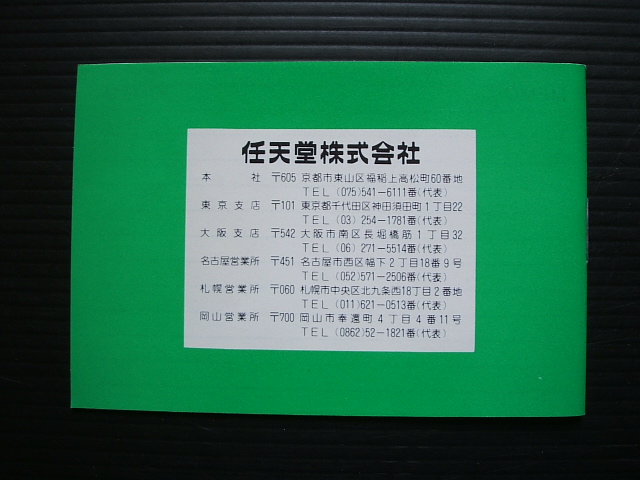 任天堂株式会社
本社 〒605 京都市東山区福稲上高松町60番地
TEL (075)541-6111番(代表)
東京支店 〒101 東京都千代田区神田須田町1丁目22
TEL (03) 254-1781番(代表)
大阪支店 〒542 大阪市南区長堀橋筋1丁目32
TEL (06) 271-5514番(代表)
名古屋営業所 〒451 名古屋市西区幅下2丁目18番9号
TEL (052)571-2506番(代表)
札幌営業所 〒060 札幌市中央区北九条西18丁目2番地
TEL (011)621-0513番(代表)
岡山営業所 〒700 岡山市奉還町4丁目4番11号
TEL (0862)52-1821番(代表)